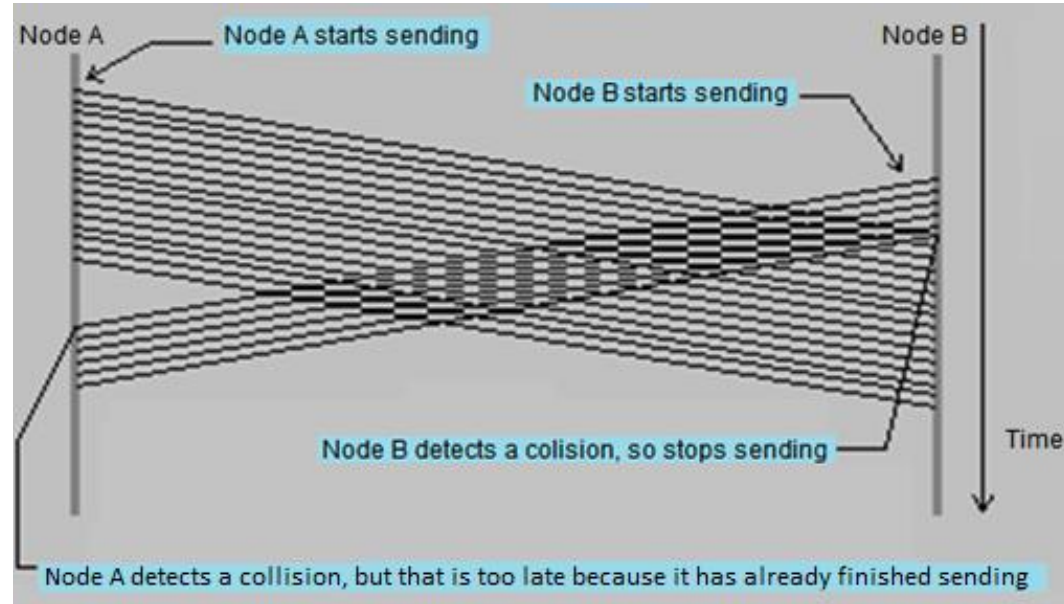 Node A
Node A starts sending
Node B
Node B starts sending
Node B detects a colision, so stops sending
Time
Node A detects a collision, but that is too late because it has already finished sending